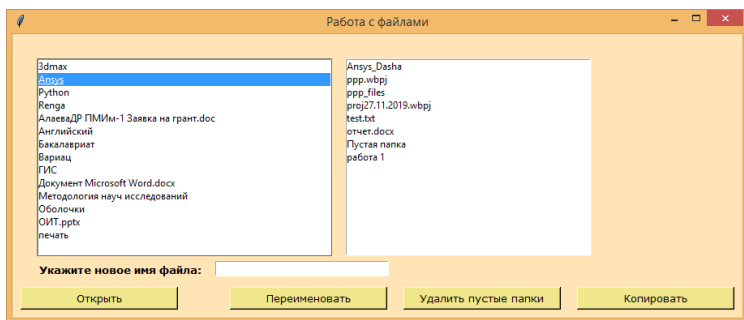 Работа с файлами
3dmax
Ansys
Python
Renga
АлаеваДР ПМИм-1 Заявка на грант.doc
Английский
Бакалавриат
Вариац
ГИС
Документ Microsoft Word.docx
Методология науч исследований
Оболочки
ОИТ.pptx
печать
Ansys_Dasha
ppp.wbpj
ppp_files
proj27.11.2019.wbpj
test.txt
отчет.docx
Пустая папка
работа 1
Укажите новое имя файла:
Открыть Переименовать Удалить пустые папки Копировать